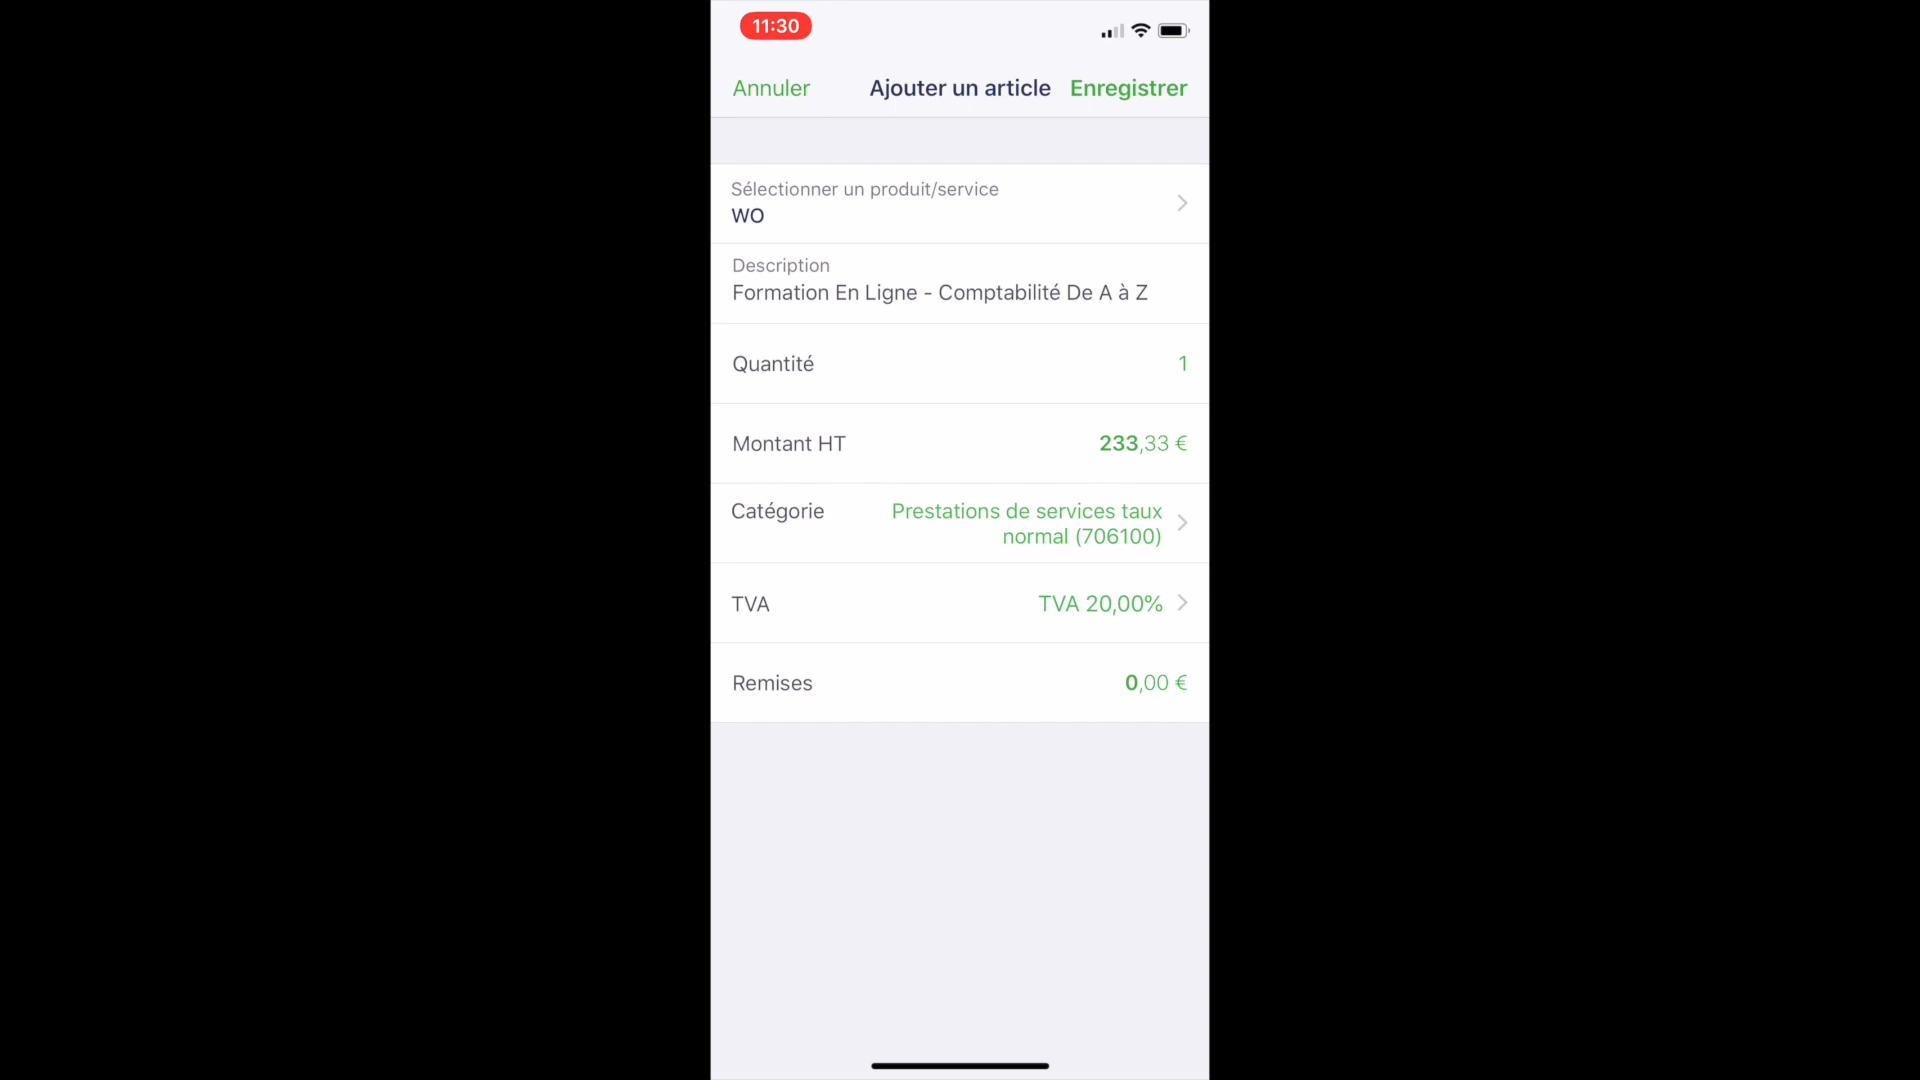 11:30
Annuler Ajouter un article Enregistrer
Sélectionner un produit/service
WO
Description
Formation En Ligne - Comptabilité De A à Z
Quantité 1
Montant HT 233,33 €
Catégorie Prestations de services taux
normal (706100)
TVA TVA 20,00%
Remises 0,00 €